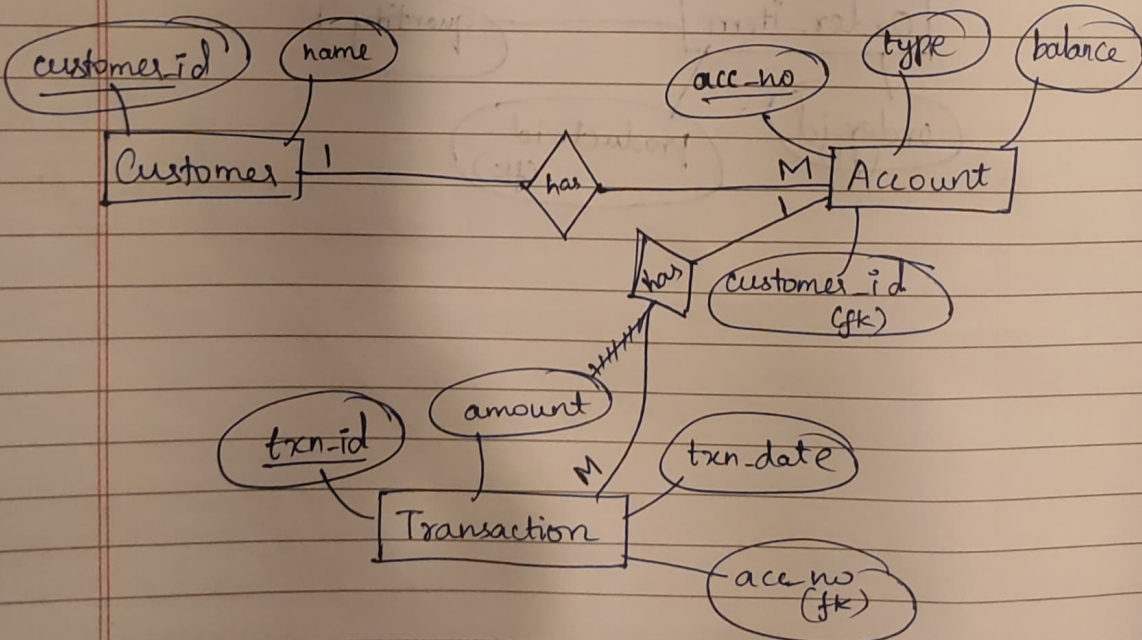 customer_id
name
acc_no
type
balance
Customer
1
has
M
Account
1
has
customer_id
(fk)
amount
txn_id
M
txn_date
Transaction
acc_no
(fk)